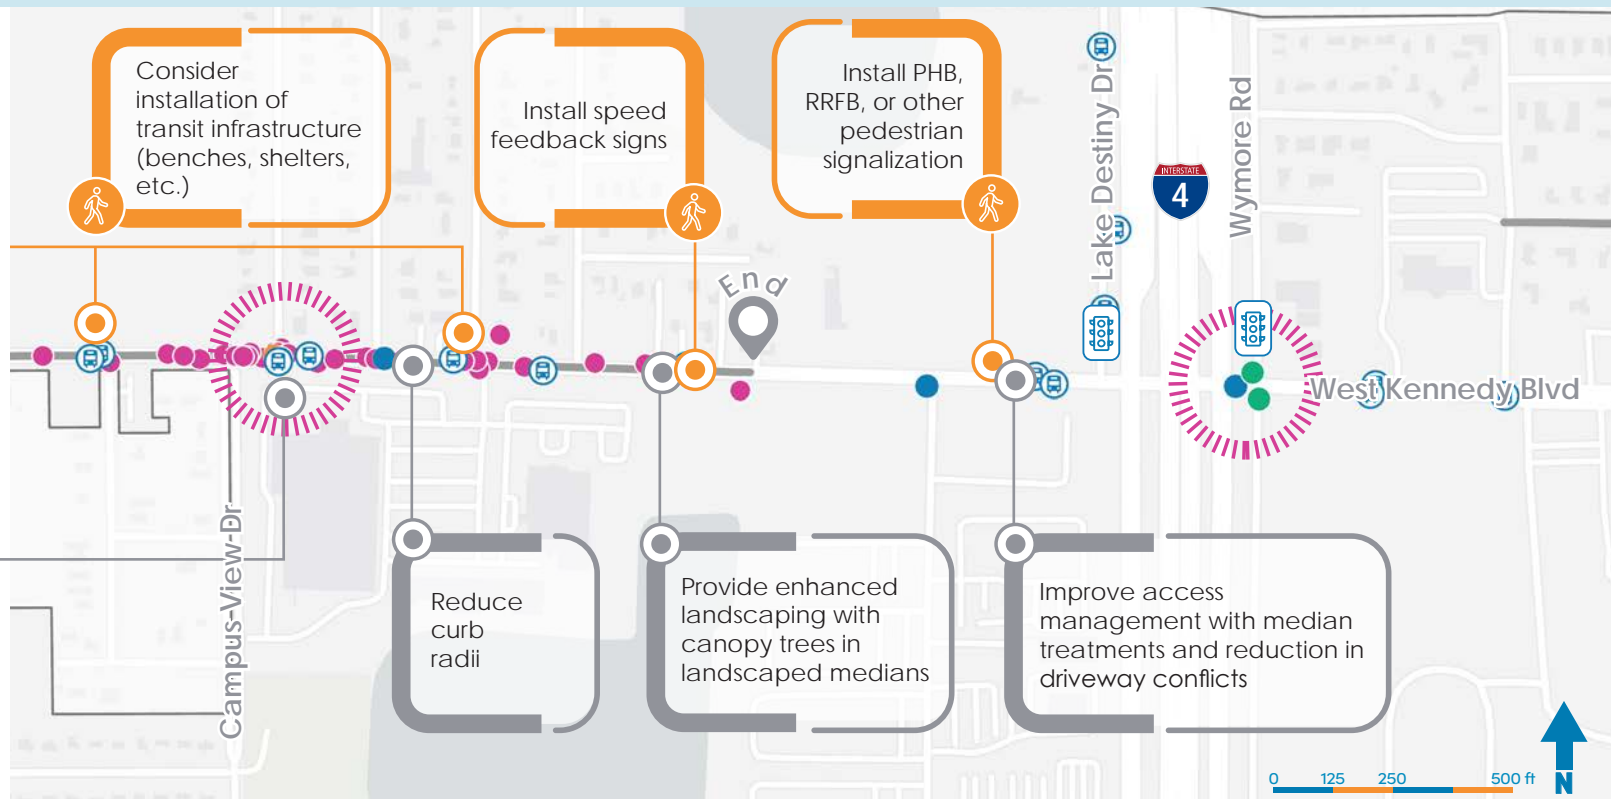 Consider
installation of
transit infrastructure
(benches, shelters,
etc.)
Install speed
feedback signs
Install PHB,
RRFB, or other
pedestrian
signalization
Lake Destiny Dr
INTERSTATE
4
Wymore Rd
End
West Kennedy Blvd
Campus-View-Dr
Reduce
curb
radii
Provide enhanced
landscaping with
canopy trees in
landscaped medians
Improve access
management with median
treatments and reduction in
driveway conflicts
0 125 250 500 ft
N